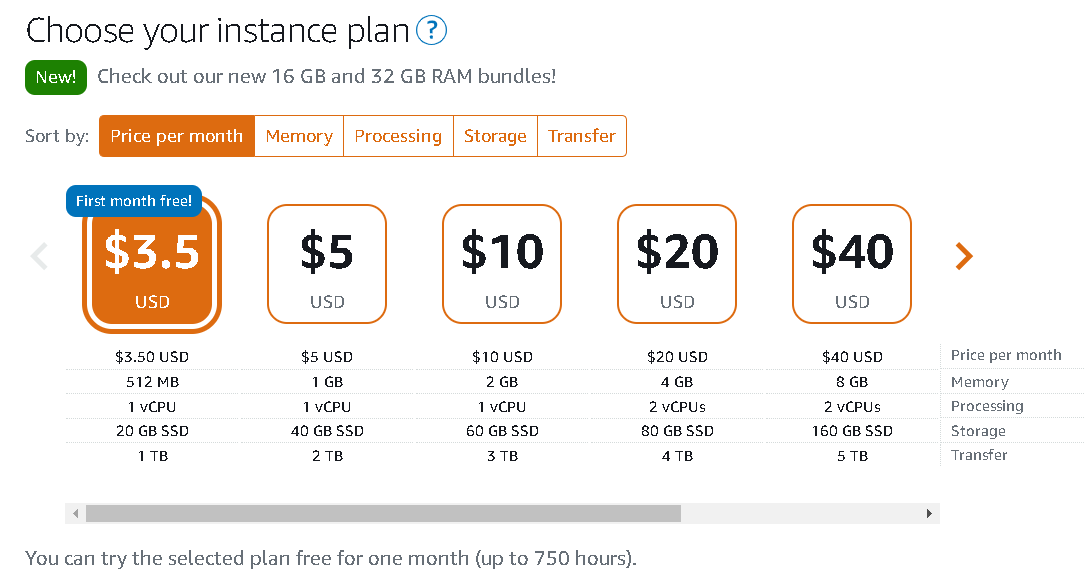 Choose your instance plan ?
New! Check out our new 16 GB and 32 GB RAM bundles!
Sort by: Price per month Memory Processing Storage Transfer
First month free!
$3.5 $5 $10 $20 $40
USD USD USD USD USD
$3.50 USD $5 USD $10 USD $20 USD $40 USD Price per month
512 MB 1 GB 2 GB 4 GB 8 GB Memory
1 vCPU 1 vCPU 1 vCPU 2 vCPUs 2 vCPUs Processing
20 GB SSD 40 GB SSD 60 GB SSD 80 GB SSD 160 GB SSD Storage
1 TB 2 TB 3 TB 4 TB 5 TB Transfer
You can try the selected plan free for one month (up to 750 hours).